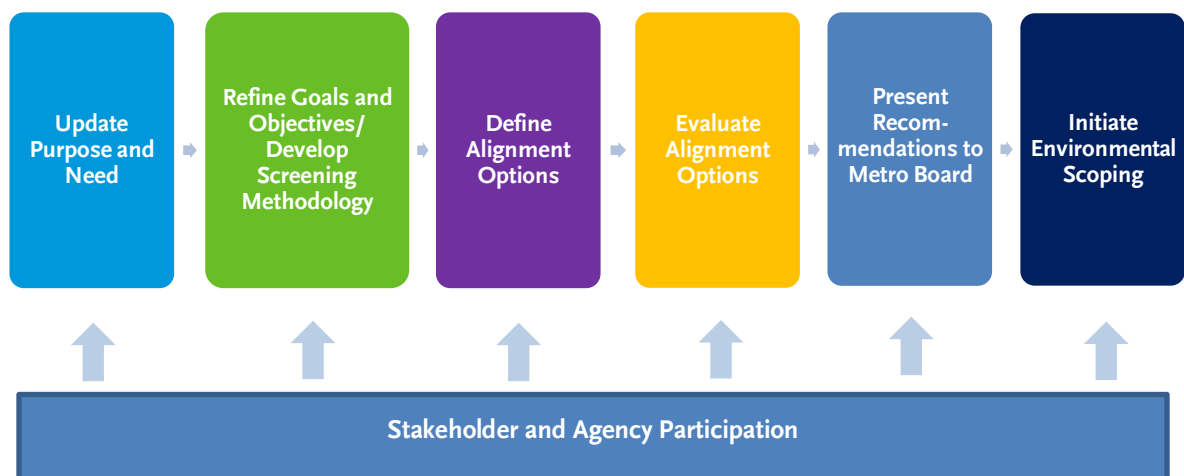 Update
Purpose and
Need
Refine Goals and
Objectives/
Develop
Screening
Methodology
Define
Alignment
Options
Evaluate
Alignment
Options
Present
Recom-
mendations to
Metro Board
Initiate
Environmental
Scoping
Stakeholder and Agency Participation